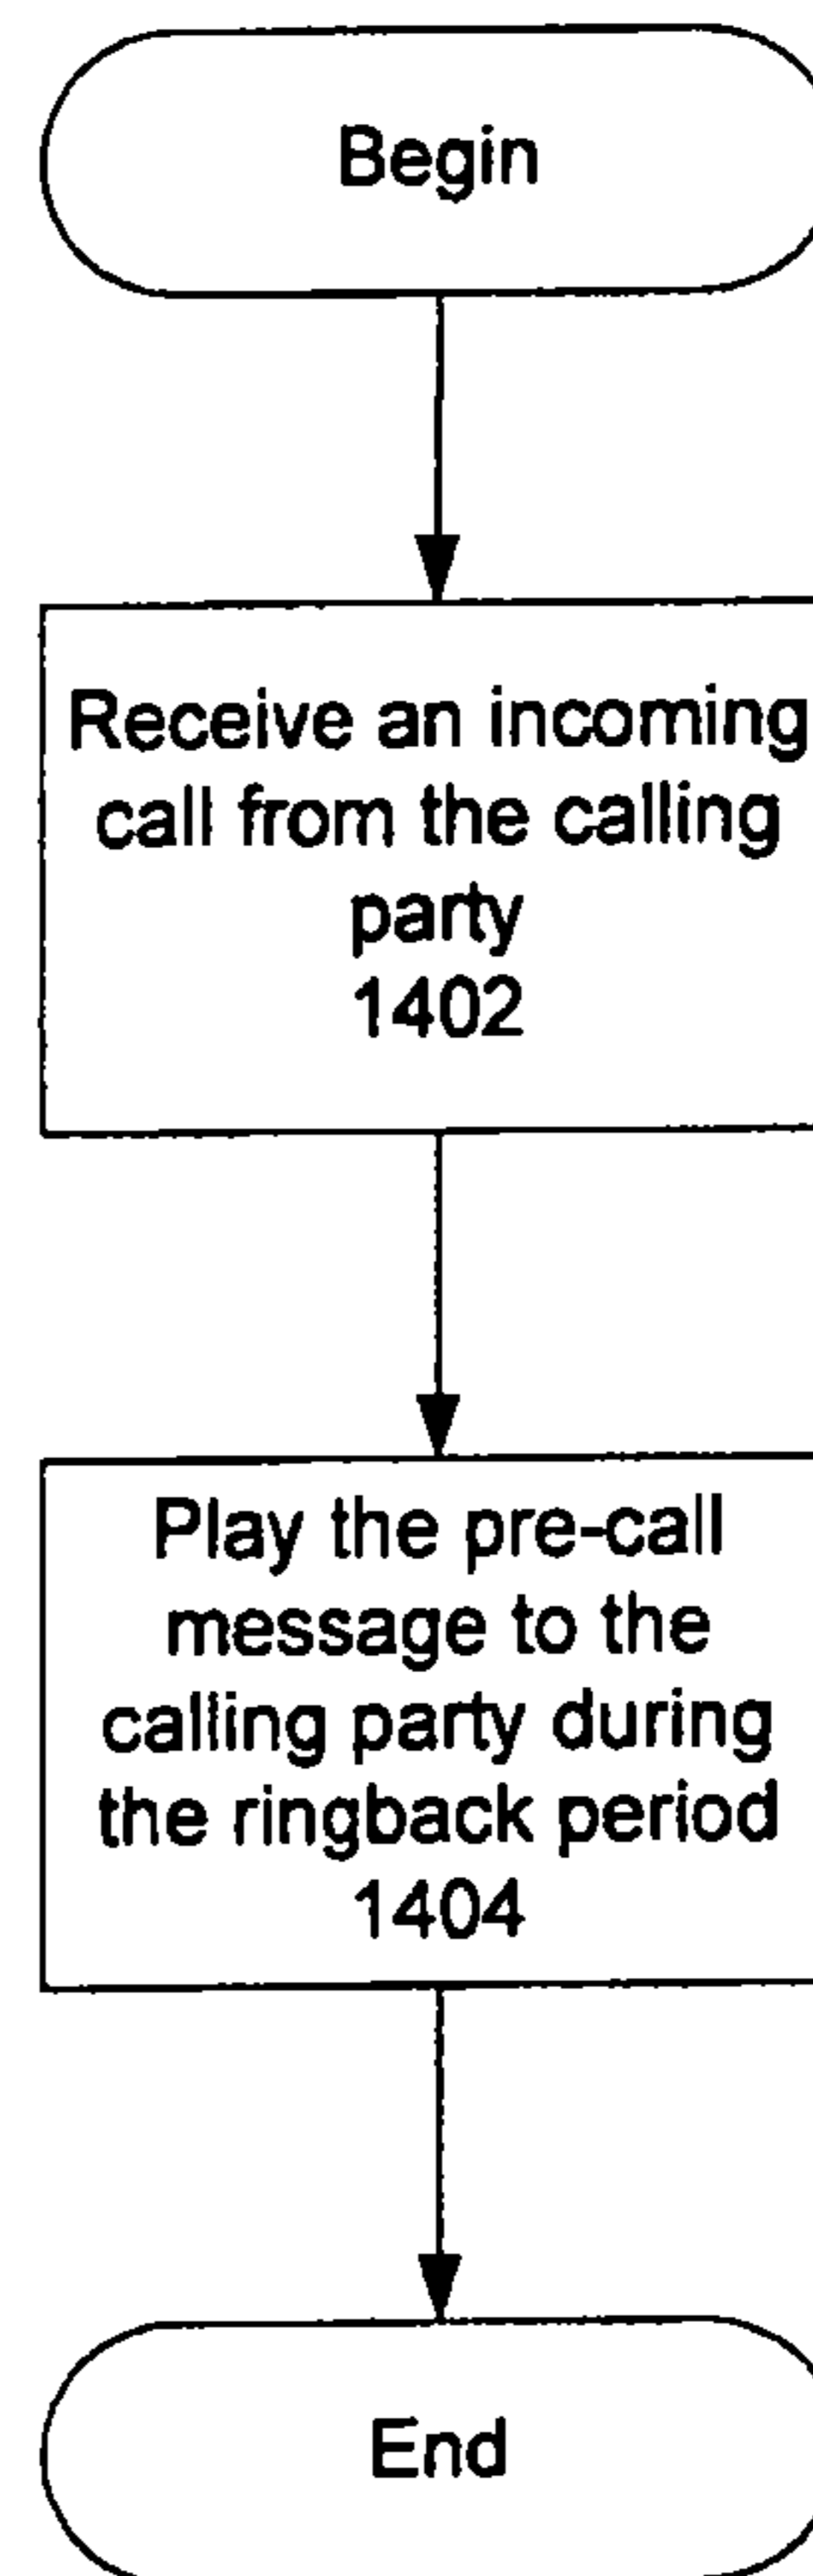 Begin
Receive an incoming
call from the calling
party
1402
Play the pre-call
message to the
calling party during
the ringback period
1404
End